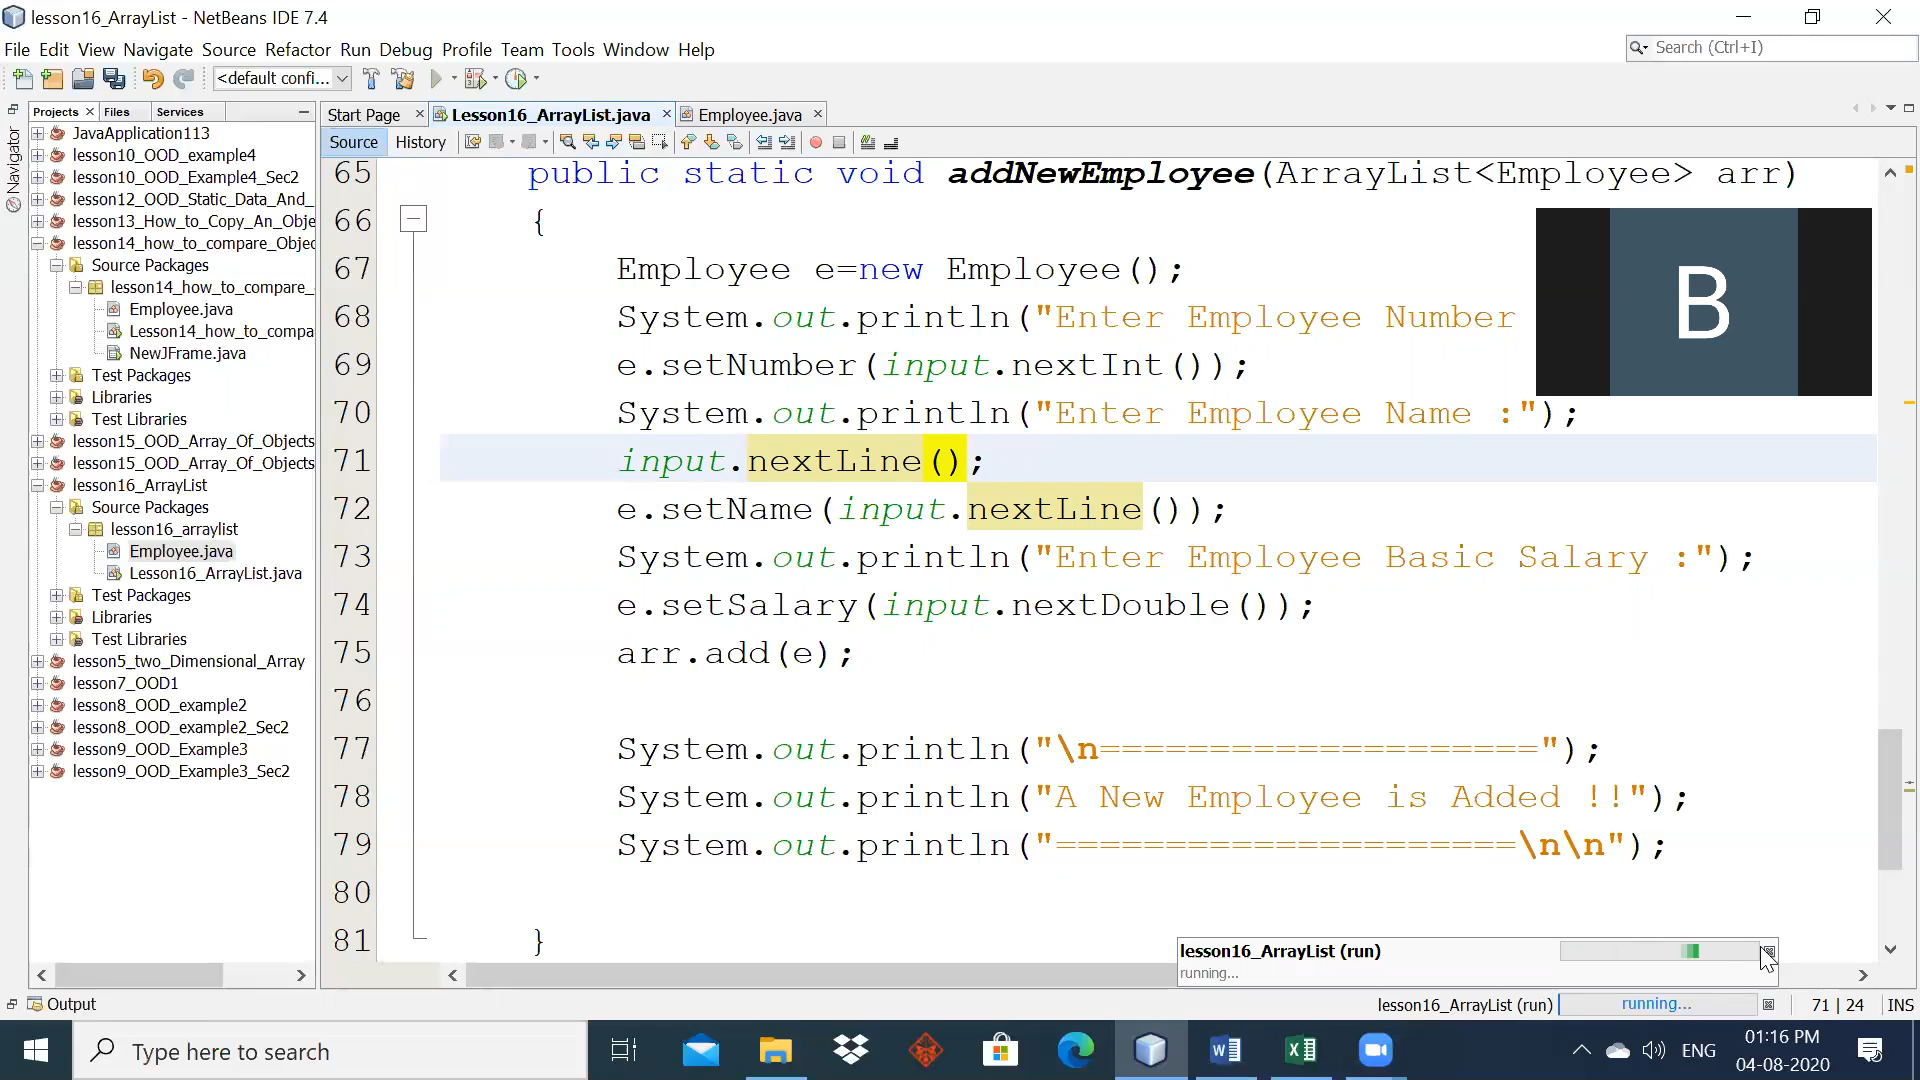 lesson16_ArrayList - NetBeans IDE 7.4
File Edit View Navigate Source Refactor Run Debug Profile Team Tools Window Help
Search (Ctrl+I)
<default confi...
Projects Files Services
Navigator
JavaApplication113
lesson10_OOD_example4
lesson10_OOD_Example4_Sec2
lesson12_OOD_Static_Data_And_
lesson13_How_to_Copy_An_Obje
lesson14_how_to_compare_Objec
Source Packages
lesson14_how_to_compare_
Employee.java
Lesson14_how_to_compa
NewJFrame.java
Test Packages
Libraries
Test Libraries
lesson15_OOD_Array_Of_Objects
lesson15_OOD_Array_Of_Objects
lesson16_ArrayList
Source Packages
lesson16_arraylist
Employee.java
Lesson16_ArrayList.java
Test Packages
Libraries
Test Libraries
lesson5_two_Dimensional_Array
lesson7_OOD1
lesson8_OOD_example2
lesson8_OOD_example2_Sec2
lesson9_OOD_Example3
lesson9_OOD_Example3_Sec2
Start Page Lesson16_ArrayList.java Employee.java
Source History
65 public static void addNewEmployee(ArrayList<Employee> arr)
66 {
67 Employee e=new Employee();
68 System.out.println("Enter Employee Number
69 e.setNumber(input.nextInt());
70 System.out.println("Enter Employee Name :");
71 input.nextLine();
72 e.setName(input.nextLine());
73 System.out.println("Enter Employee Basic Salary :");
74 e.setSalary(input.nextDouble());
75 arr.add(e);
76
77 System.out.println("\n====================");
78 System.out.println("A New Employee is Added !!");
79 System.out.println("=====================\n\n");
80
81 }
B
lesson16_ArrayList (run)
running...
Output
lesson16_ArrayList (run) running... 71 | 24 INS
Type here to search
ENG
01:16 PM
04-08-2020